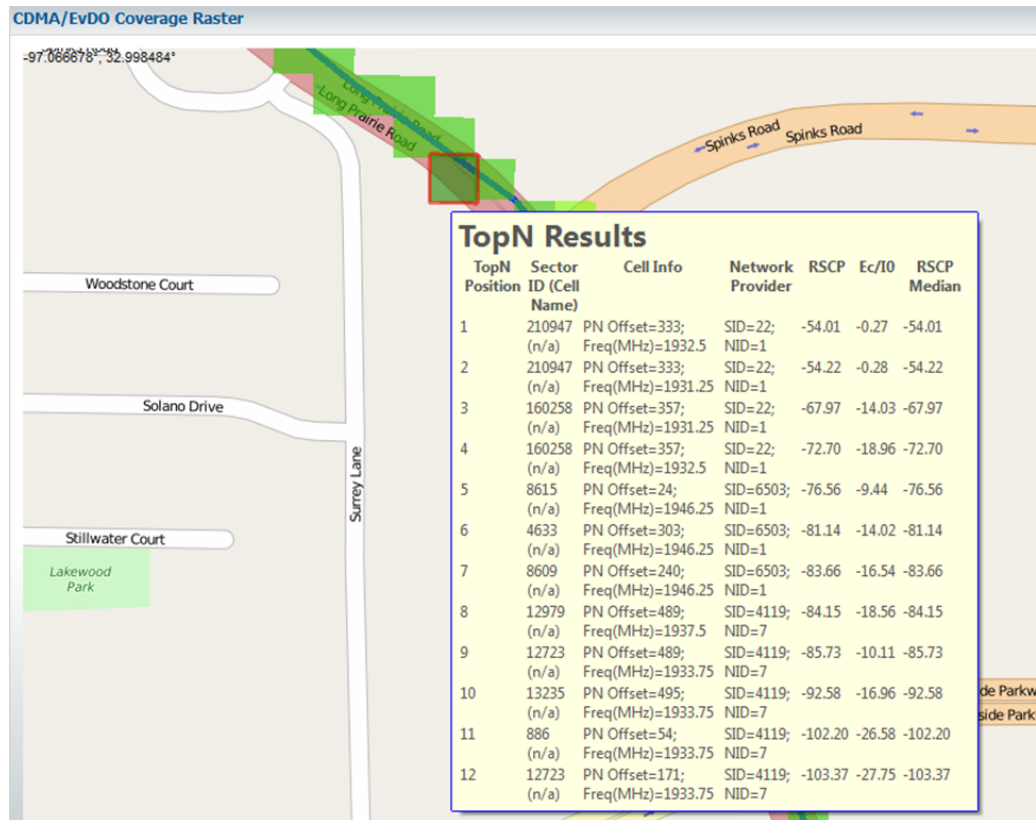 CDMA/EvDO Coverage Raster
-97.066678°, 32.998484°
Long Prairie Road
Long Prairie Road
Spinks Road
Spinks Road
Woodstone Court
Solano Drive
Surrey Lane
Stillwater Court
Lakewood
Park
TopN Results
TopN Position Sector ID (Cell Name) Cell Info Network Provider RSCP Ec/I0 RSCP Median
1 210947 PN Offset=333; SID=22; -54.01 -0.27 -54.01
(n/a) Freq(MHz)=1932.5 NID=1
2 210947 PN Offset=333; SID=22; -54.22 -0.28 -54.22
(n/a) Freq(MHz)=1931.25 NID=1
3 160258 PN Offset=357; SID=22; -67.97 -14.03 -67.97
(n/a) Freq(MHz)=1931.25 NID=1
4 160258 PN Offset=357; SID=22; -72.70 -18.96 -72.70
(n/a) Freq(MHz)=1932.5 NID=1
5 8615 PN Offset=24; SID=6503; -76.56 -9.44 -76.56
(n/a) Freq(MHz)=1946.25 NID=1
6 4633 PN Offset=303; SID=6503; -81.14 -14.02 -81.14
(n/a) Freq(MHz)=1946.25 NID=1
7 8609 PN Offset=240; SID=6503; -83.66 -16.54 -83.66
(n/a) Freq(MHz)=1946.25 NID=1
8 12979 PN Offset=489; SID=4119; -84.15 -18.56 -84.15
(n/a) Freq(MHz)=1937.5 NID=7
9 12723 PN Offset=489; SID=4119; -85.73 -10.11 -85.73
(n/a) Freq(MHz)=1933.75 NID=7
10 13235 PN Offset=495; SID=4119; -92.58 -16.96 -92.58
(n/a) Freq(MHz)=1933.75 NID=7
11 886 PN Offset=54; SID=4119; -102.20 -26.58 -102.20
(n/a) Freq(MHz)=1933.75 NID=7
12 12723 PN Offset=171; SID=4119; -103.37 -27.75 -103.37
(n/a) Freq(MHz)=1933.75 NID=7
de Parkw
side Park